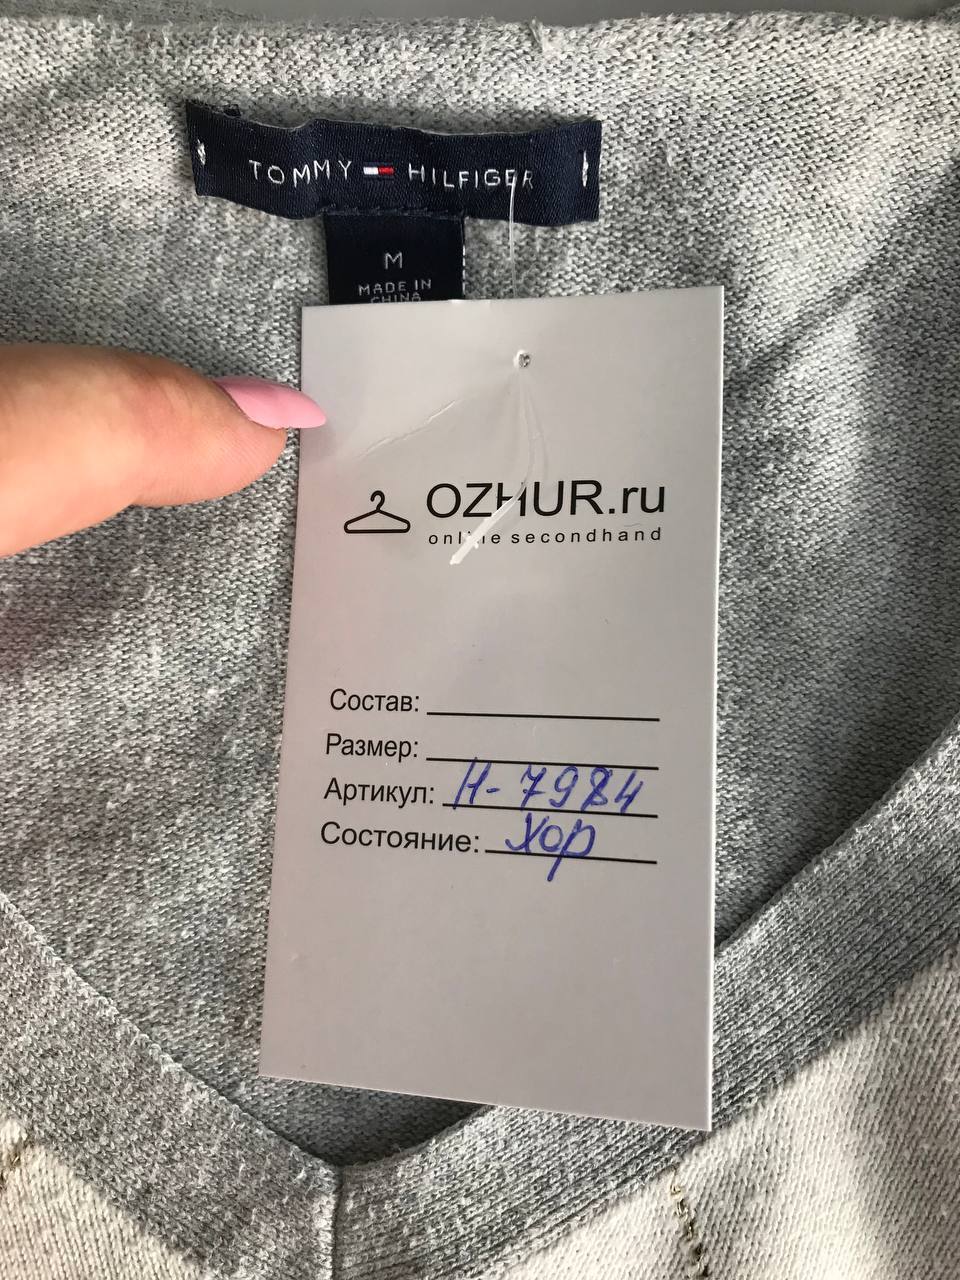 TOMMY HILFIGER
M
MADE IN
CHINA
OZHUR.ru
online secondhand
Состав:
Размер:
Артикул: Н-7984
Состояние: Хор